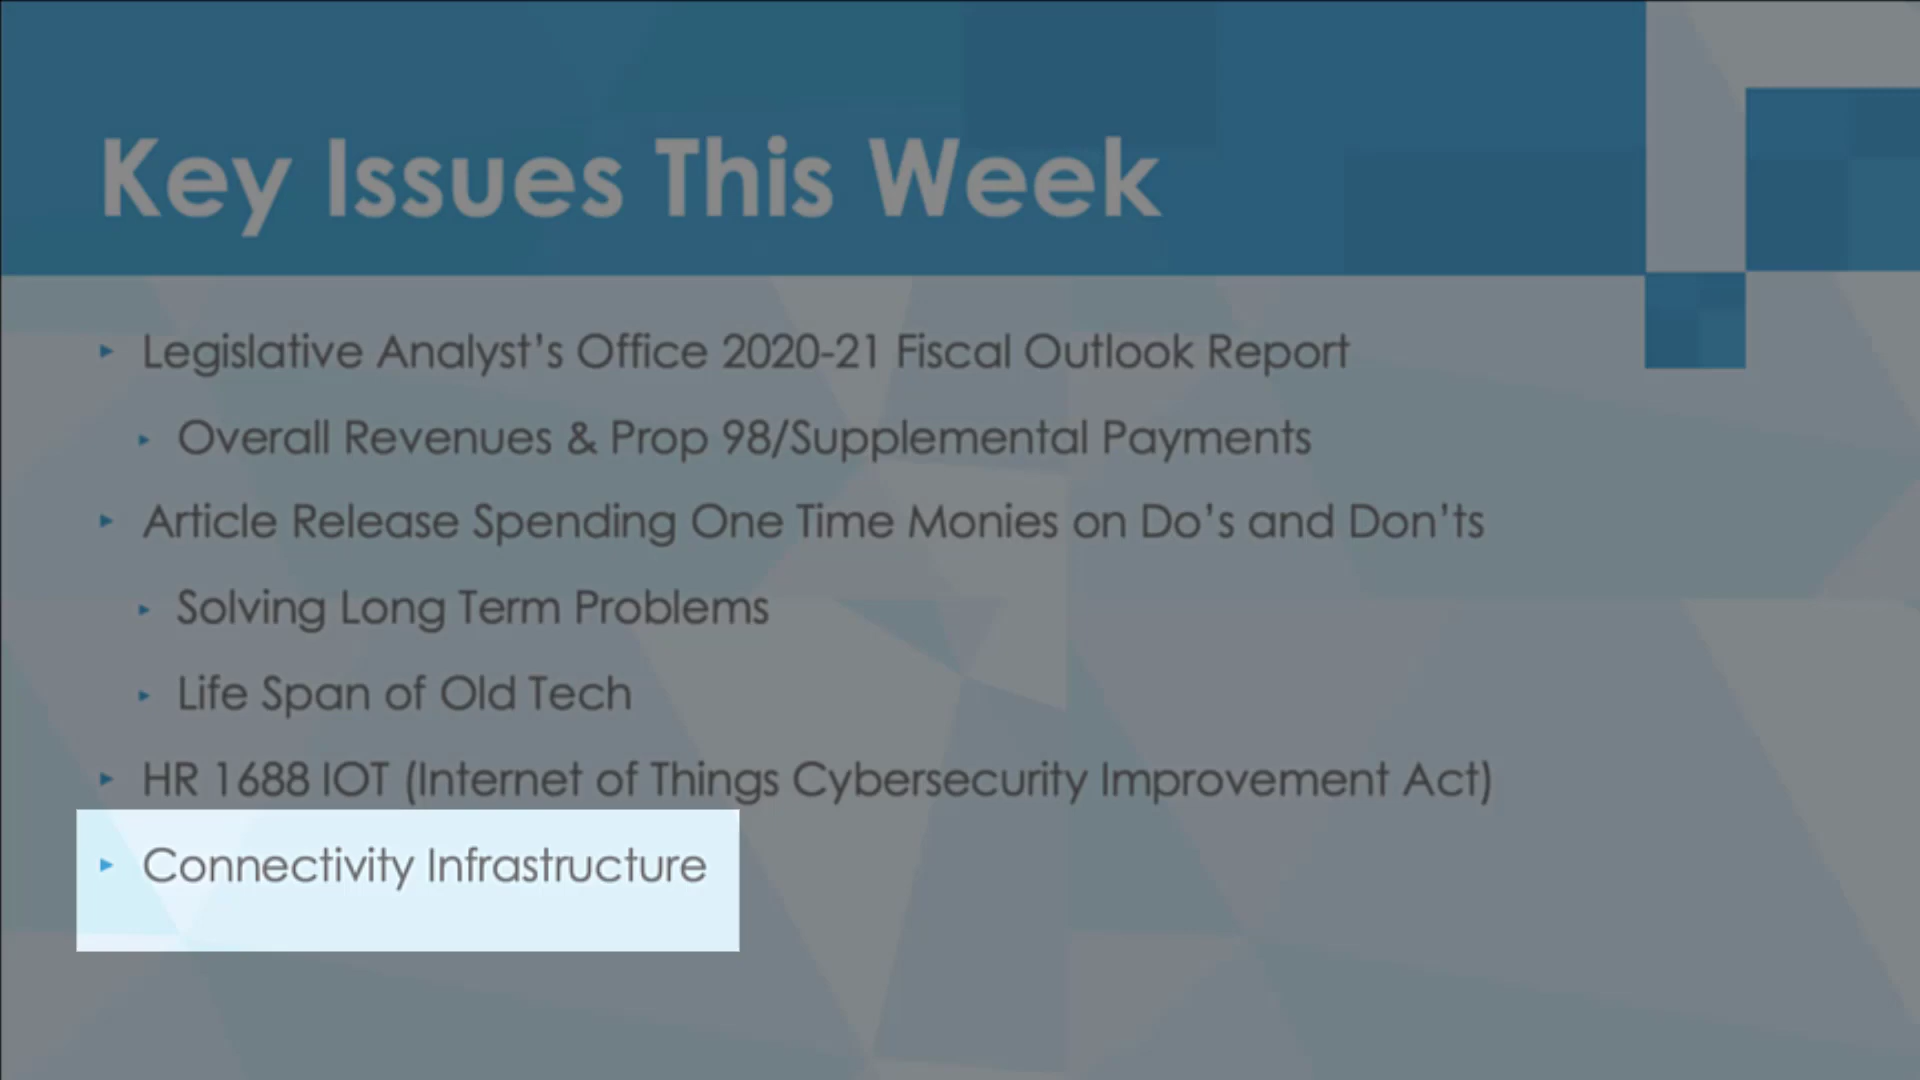 Key Issues This Week
Legislative Analyst's Office 2020-21 Fiscal Outlook Report
Overall Revenues & Prop 98/Supplemental Payments
Article Release Spending One Time Monies on Do's and Don'ts
Solving Long Term Problems
Life Span of Old Tech
HR 1688 IOT (Internet of Things Cybersecurity Improvement Act)
Connectivity Infrastructure